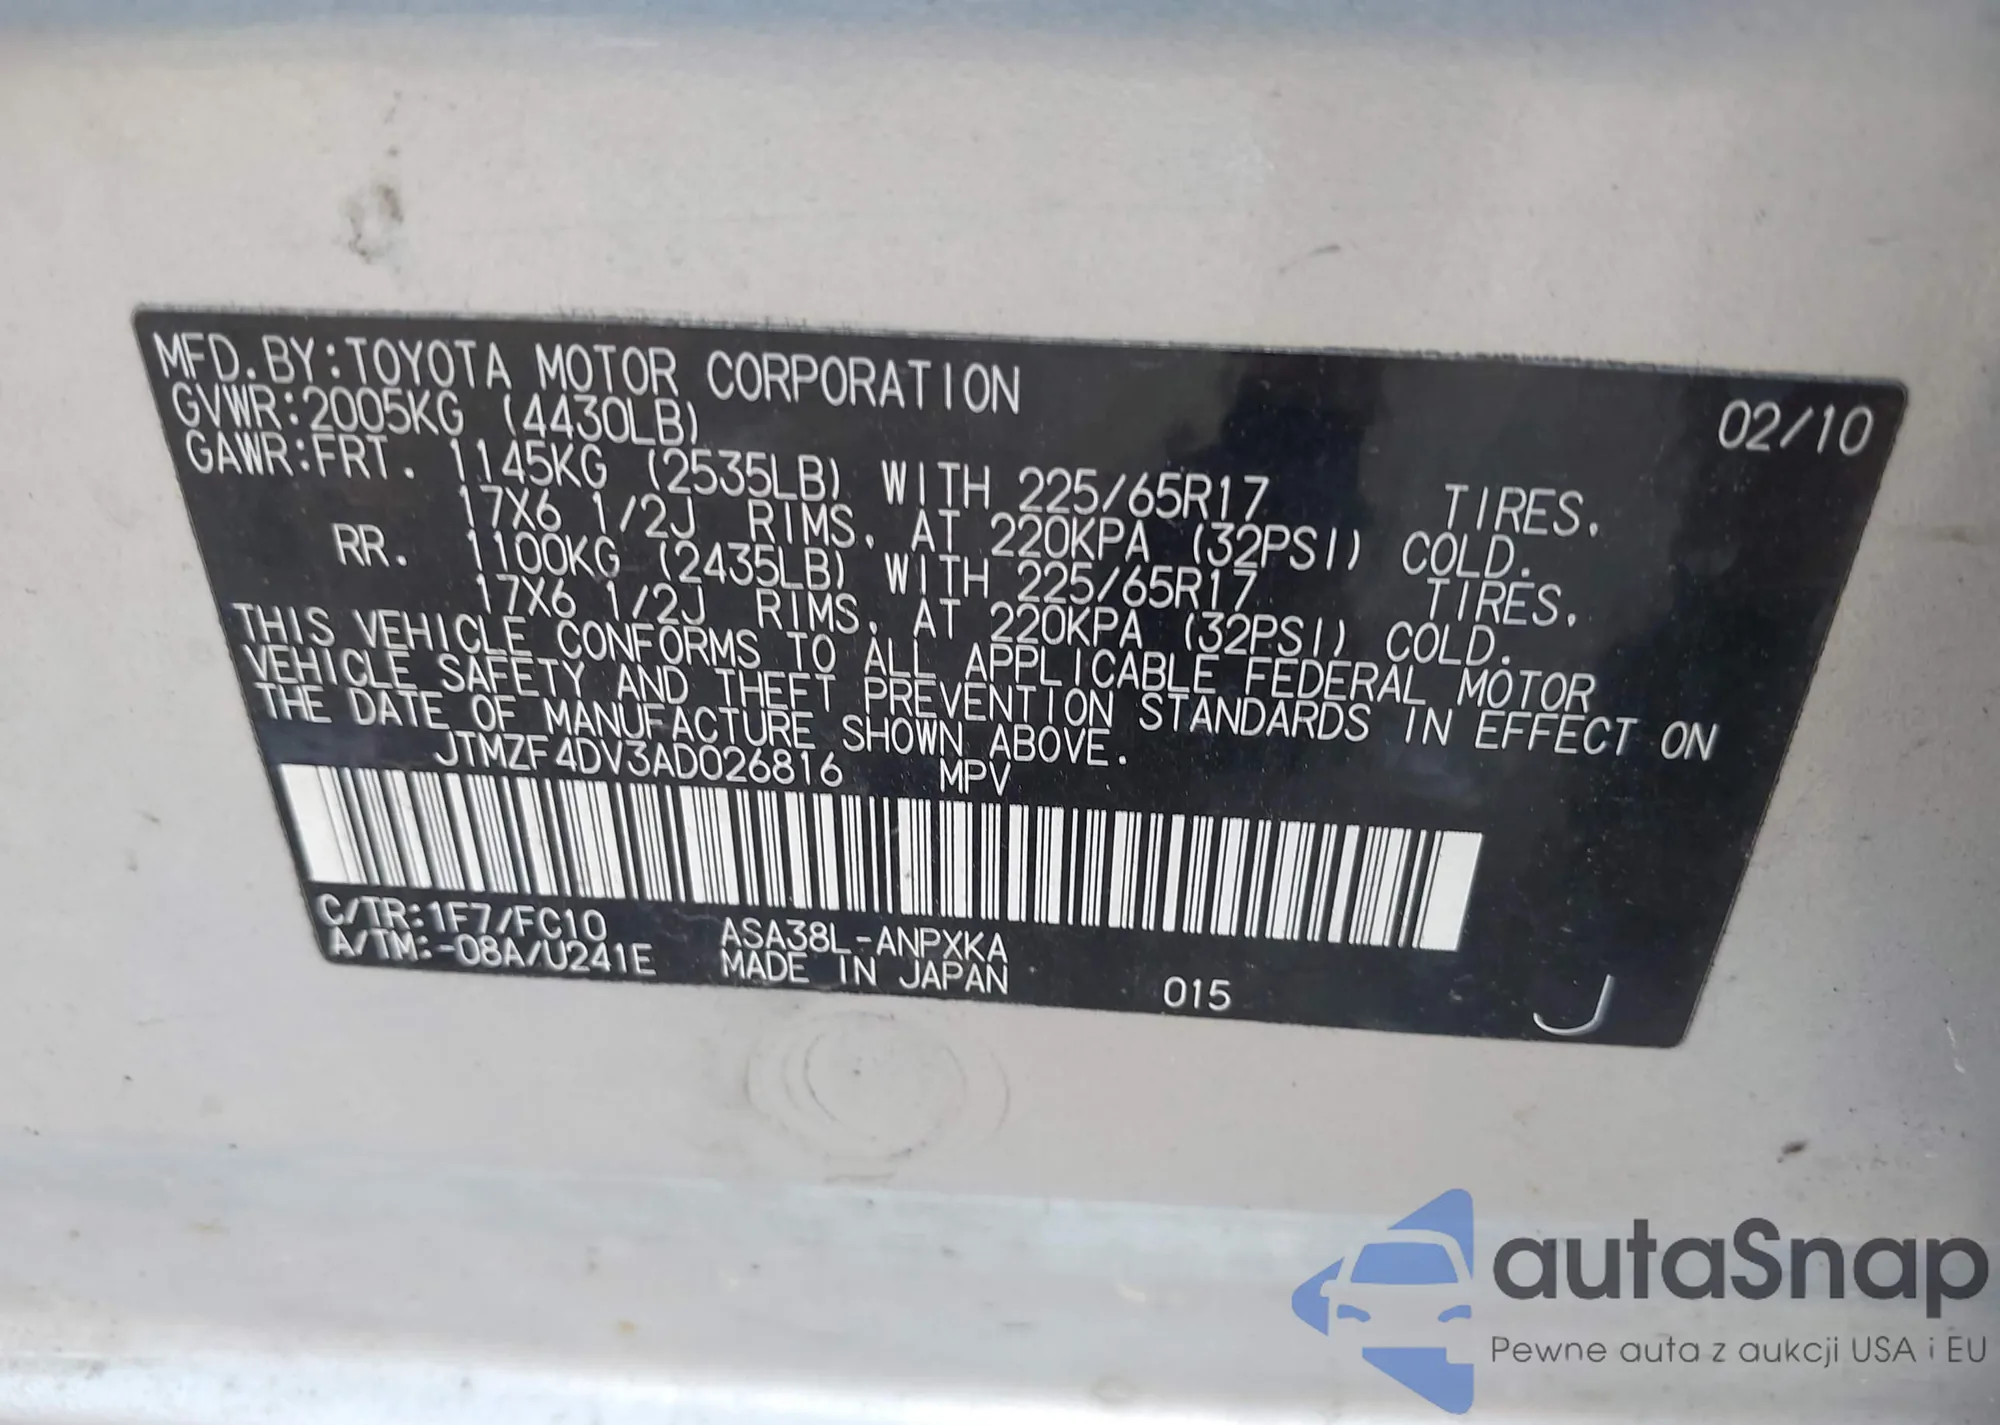 MFD.BY:TOYOTA MOTOR CORPORATION 02/10
GVWR:2005KG (4430LB)
GAWR:FRT. 1145KG (2535LB) WITH 225/65R17 TIRES.
17X6 1/2J RIMS. AT 220KPA (32PSI) COLD.
RR. 1100KG (2435LB) WITH 225/65R17 TIRES.
17X6 1/2J RIMS. AT 220KPA (32PSI) COLD.
THIS VEHICLE CONFORMS TO ALL APPLICABLE FEDERAL MOTOR
VEHICLE SAFETY AND THEFT PREVENTION STANDARDS IN EFFECT ON
THE DATE OF MANUFACTURE SHOWN ABOVE.
JTMZF4DV3AD026816 MPV
C/TR:1F7/FC10 ASA38L-ANPXKA
A/TM:-08A/U241E MADE IN JAPAN 015 J
autaSnap
Pewne auta z aukcji USA i EU